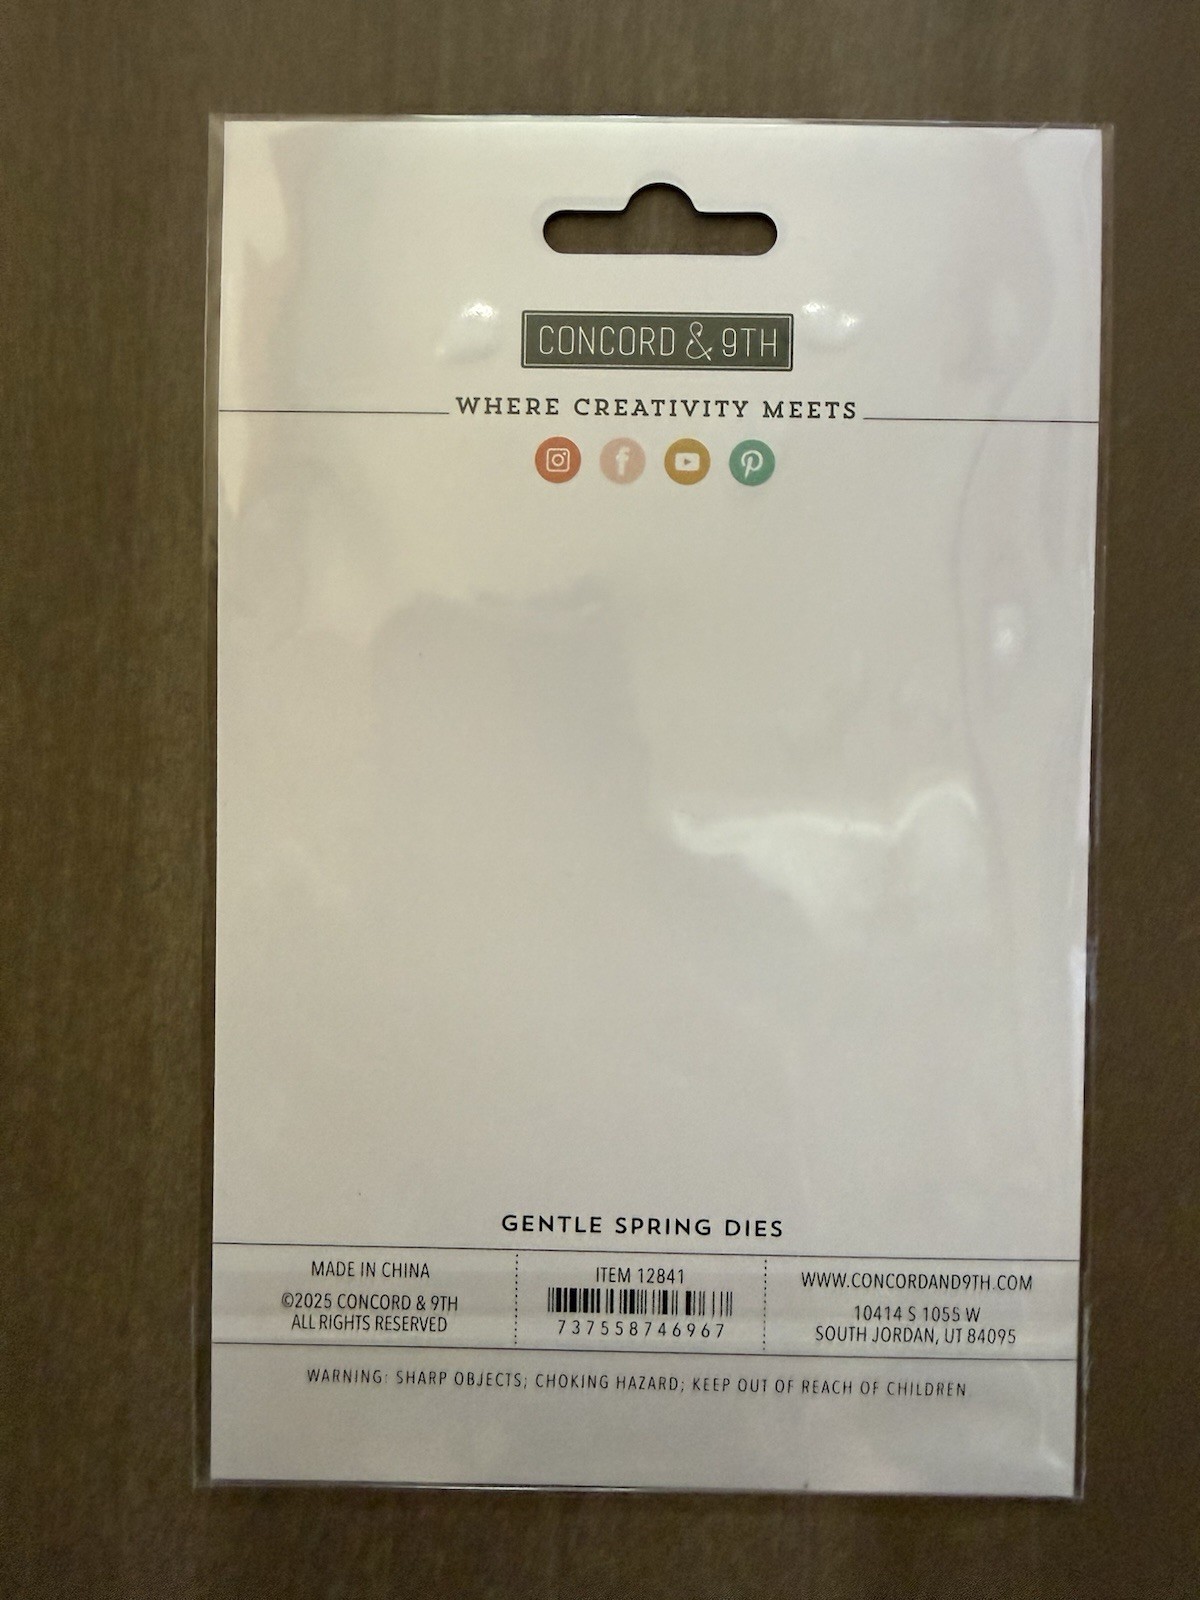 CONCORD & 9TH
WHERE CREATIVITY MEETS
GENTLE SPRING DIES
MADE IN CHINA
©2025 CONCORD & 9TH
ALL RIGHTS RESERVED
ITEM 12841
737558746967
WWW.CONCORDAND9TH.COM
10414 S 1055 W
SOUTH JORDAN, UT 84095
WARNING: SHARP OBJECTS; CHOKING HAZARD; KEEP OUT OF REACH OF CHILDREN